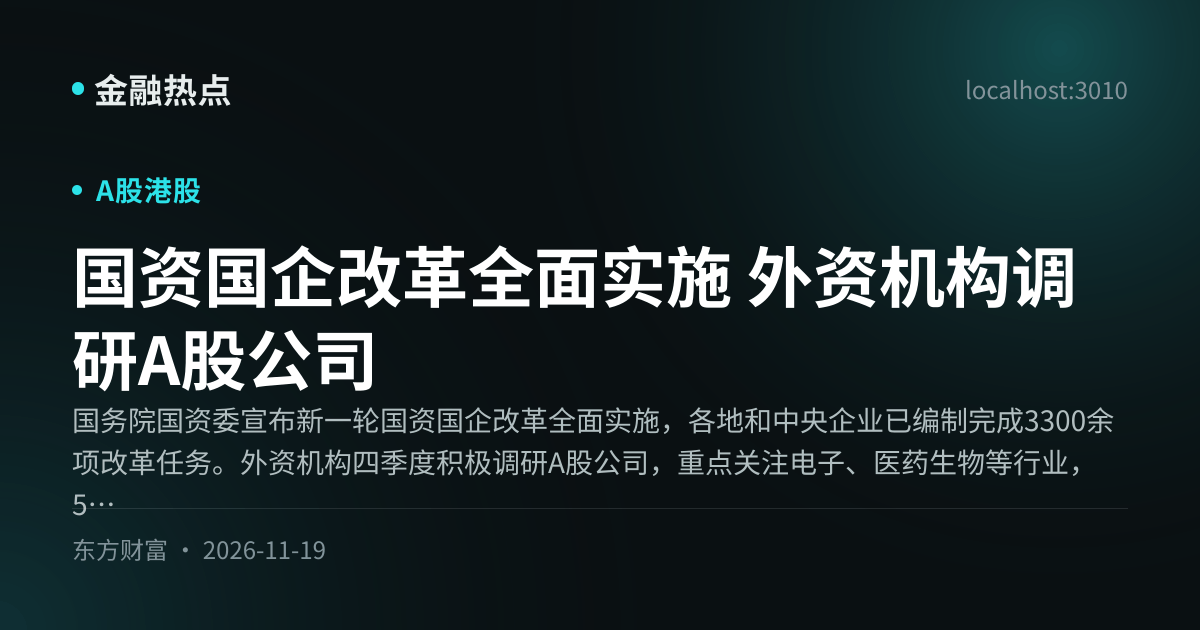 金融热点
localhost:3010
A股港股
国资国企改革全面实施 外资机构调
研A股公司
国务院国资委宣布新一轮国资国企改革全面实施，各地和中央企业已编制完成3300余
项改革任务。外资机构四季度积极调研A股公司，重点关注电子、医药生物等行业，
5…
东方财富 · 2026-11-19